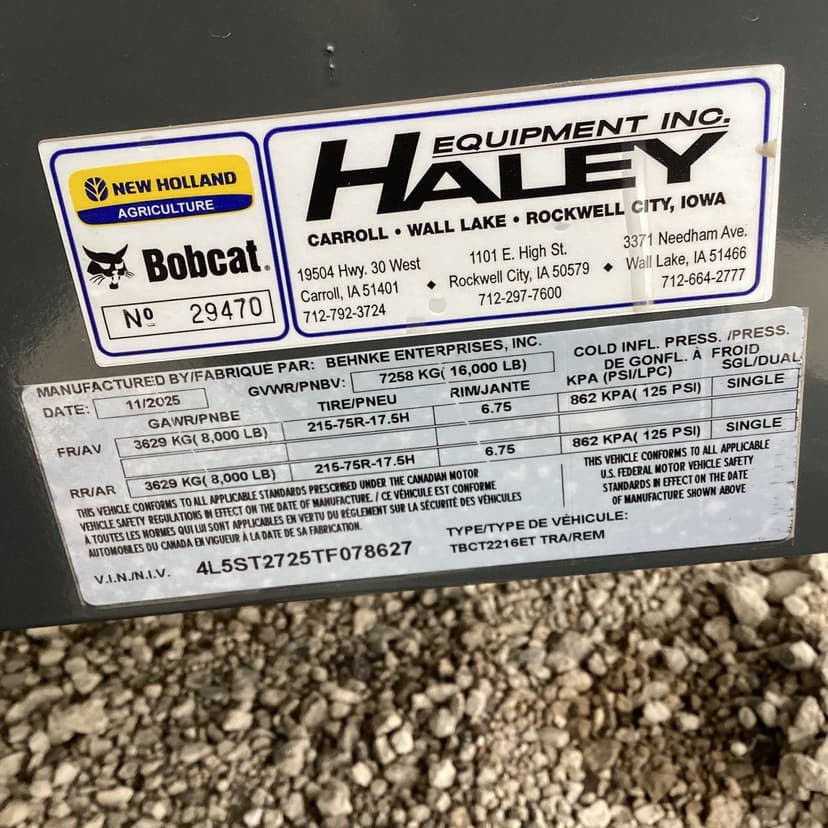 NEW HOLLAND
AGRICULTURE
Bobcat.
Nº 29470
EQUIPMENT INC.
HALEY
CARROLL • WALL LAKE • ROCKWELL CITY, IOWA
19504 Hwy. 30 West
Carroll, IA 51401
712-792-3724
◆
1101 E. High St.
Rockwell City, IA 50579
712-297-7600
◆
3371 Needham Ave.
Wall Lake, IA 51466
712-664-2777
MANUFACTURED BY/FABRIQUE PAR: BEHNKE ENTERPRISES, INC.
DATE: 11/2025 GVWR/PNBV: 7258 KG( 16,000 LB)
COLD INFL. PRESS. /PRESS.
DE GONFL. À FROID
GAWR/PNBE TIRE/PNEU RIM/JANTE KPA (PSI/LPC) SGL/DUAL
FR/AV 3629 KG( 8,000 LB) 215-75R-17.5H 6.75 862 KPA( 125 PSI) SINGLE
RR/AR 3629 KG( 8,000 LB) 215-75R-17.5H 6.75 862 KPA( 125 PSI) SINGLE
THIS VEHICLE CONFORMS TO ALL APPLICABLE STANDARDS PRESCRIBED UNDER THE CANADIAN MOTOR
VEHICLE SAFETY REGULATIONS IN EFFECT ON THE DATE OF MANUFACTURE. / CE VÉHICULE EST CONFORME
A TOUTES LES NORMES QUI LUI SONT APPLICABLES EN VERTU DU RÈGLEMENT SUR LA SÉCURITÉ DES VÉHICULES
AUTOMOBILES DU CANADA EN VIGUEUR À LA DATE DE SA FABRICATION.
THIS VEHICLE CONFORMS TO ALL APPLICABLE
U.S. FEDERAL MOTOR VEHICLE SAFETY
STANDARDS IN EFFECT ON THE DATE
OF MANUFACTURE SHOWN ABOVE
V.I.N./N.I.V. 4L5ST2725TF078627
TYPE/TYPE DE VÉHICULE:
TBCT2216ET TRA/REM